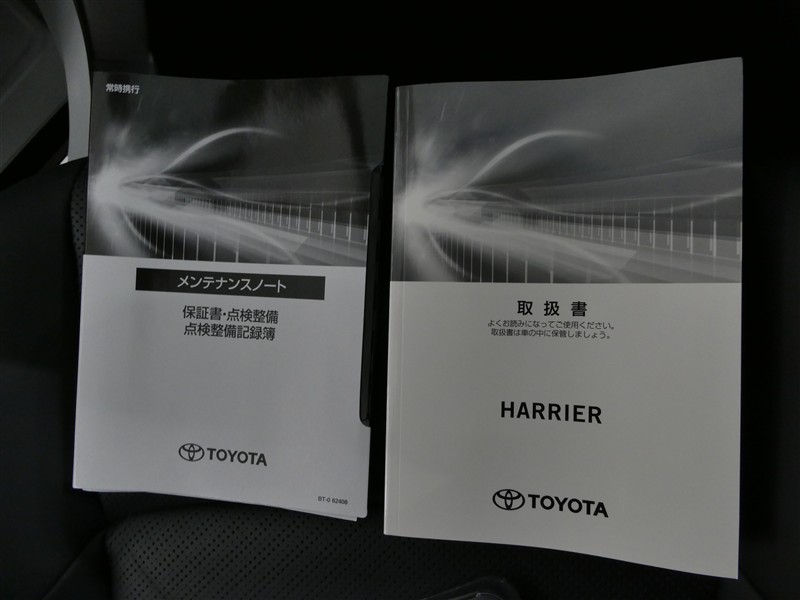 常時携行
メンテナンスノート
保証書・点検整備
点検整備記録簿
TOYOTA
BT-0 62408
取扱書
よくお読みになってご使用ください。
取扱書は車の中に保管しましょう。
HARRIER
TOYOTA